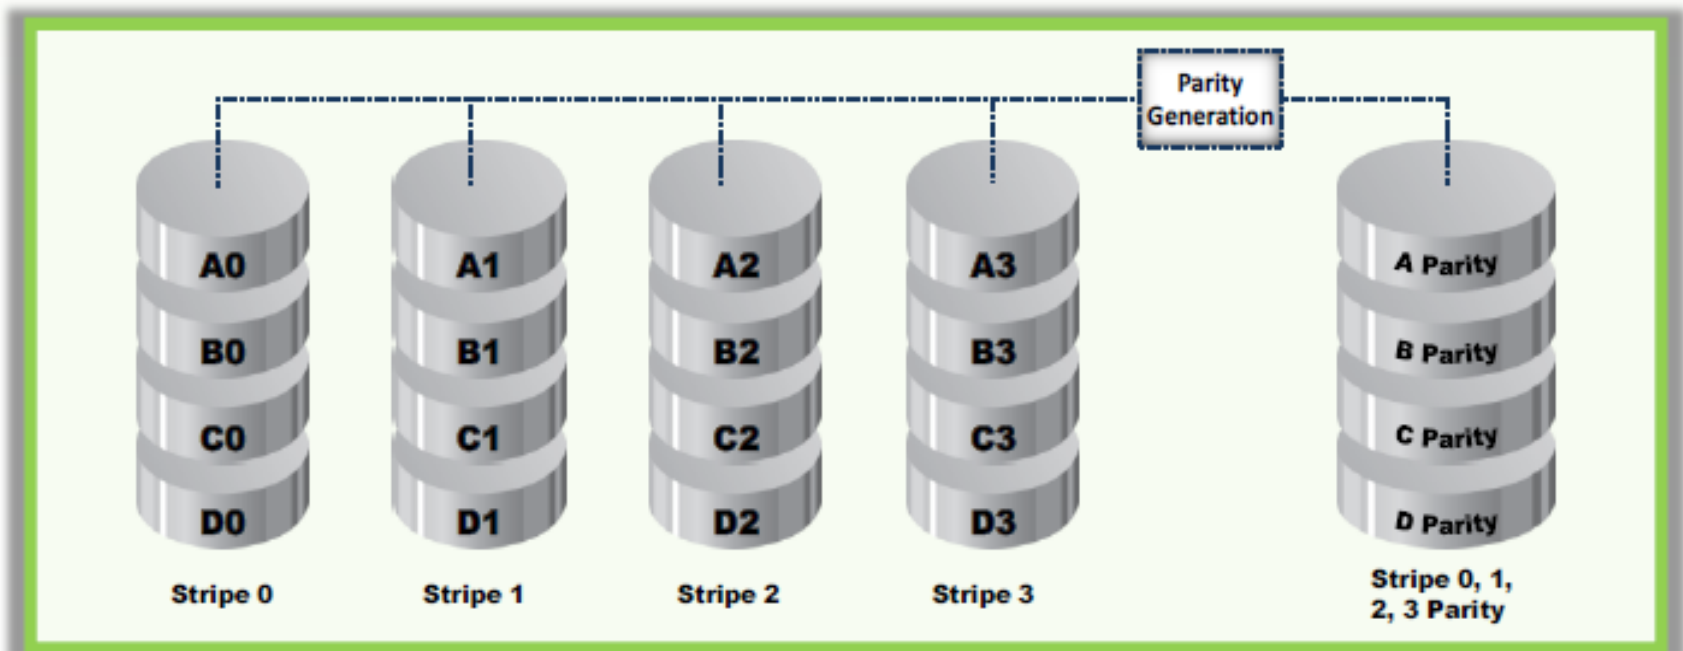 Parity
Generation
A0
A1
A2
A3
A Parity
B0
B1
B2
B3
B Parity
C0
C1
C2
C3
C Parity
D0
D1
D2
D3
D Parity
Stripe 0
Stripe 1
Stripe 2
Stripe 3
Stripe 0, 1,
2, 3 Parity